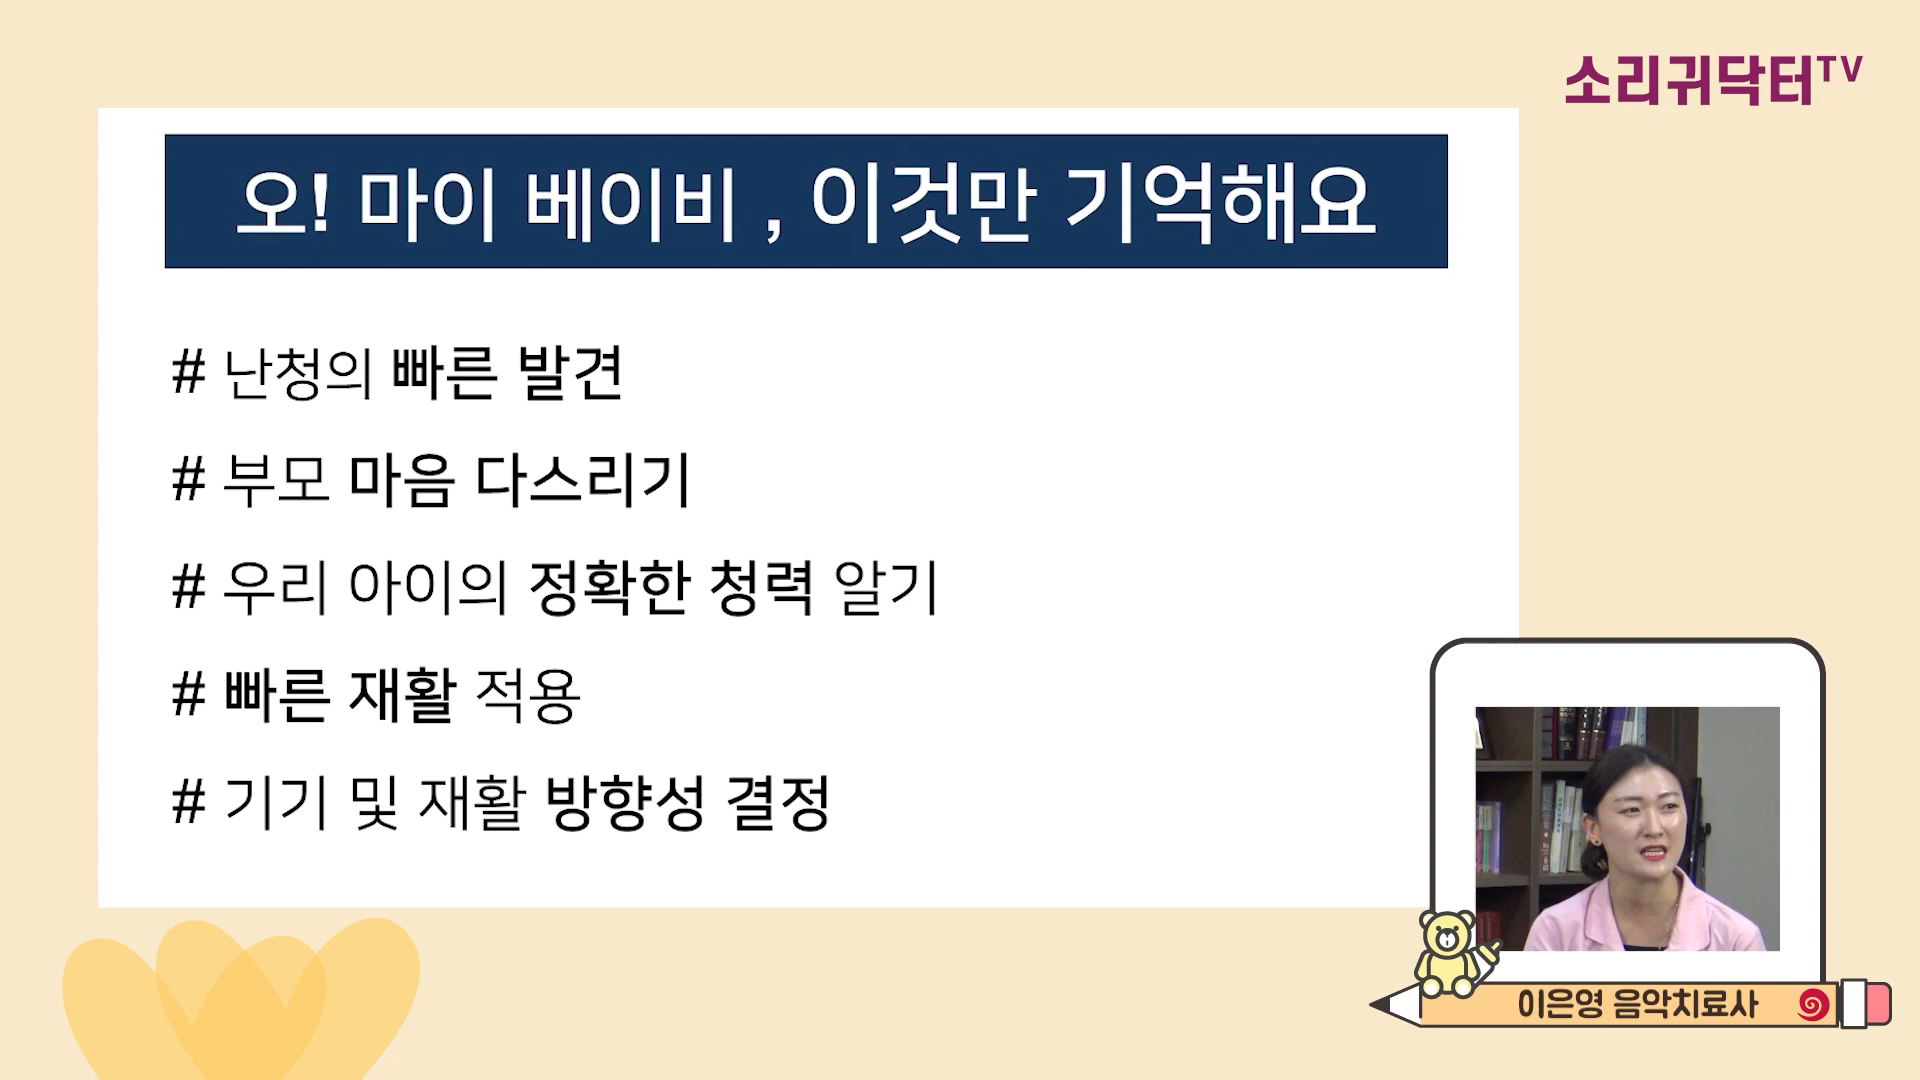 소리귀닥터TV
오! 마이 베이비 , 이것만 기억해요
# 난청의 빠른 발견
# 부모 마음 다스리기
# 우리 아이의 정확한 청력 알기
# 빠른 재활 적용
# 기기 및 재활 방향성 결정
이은영 음악치료사